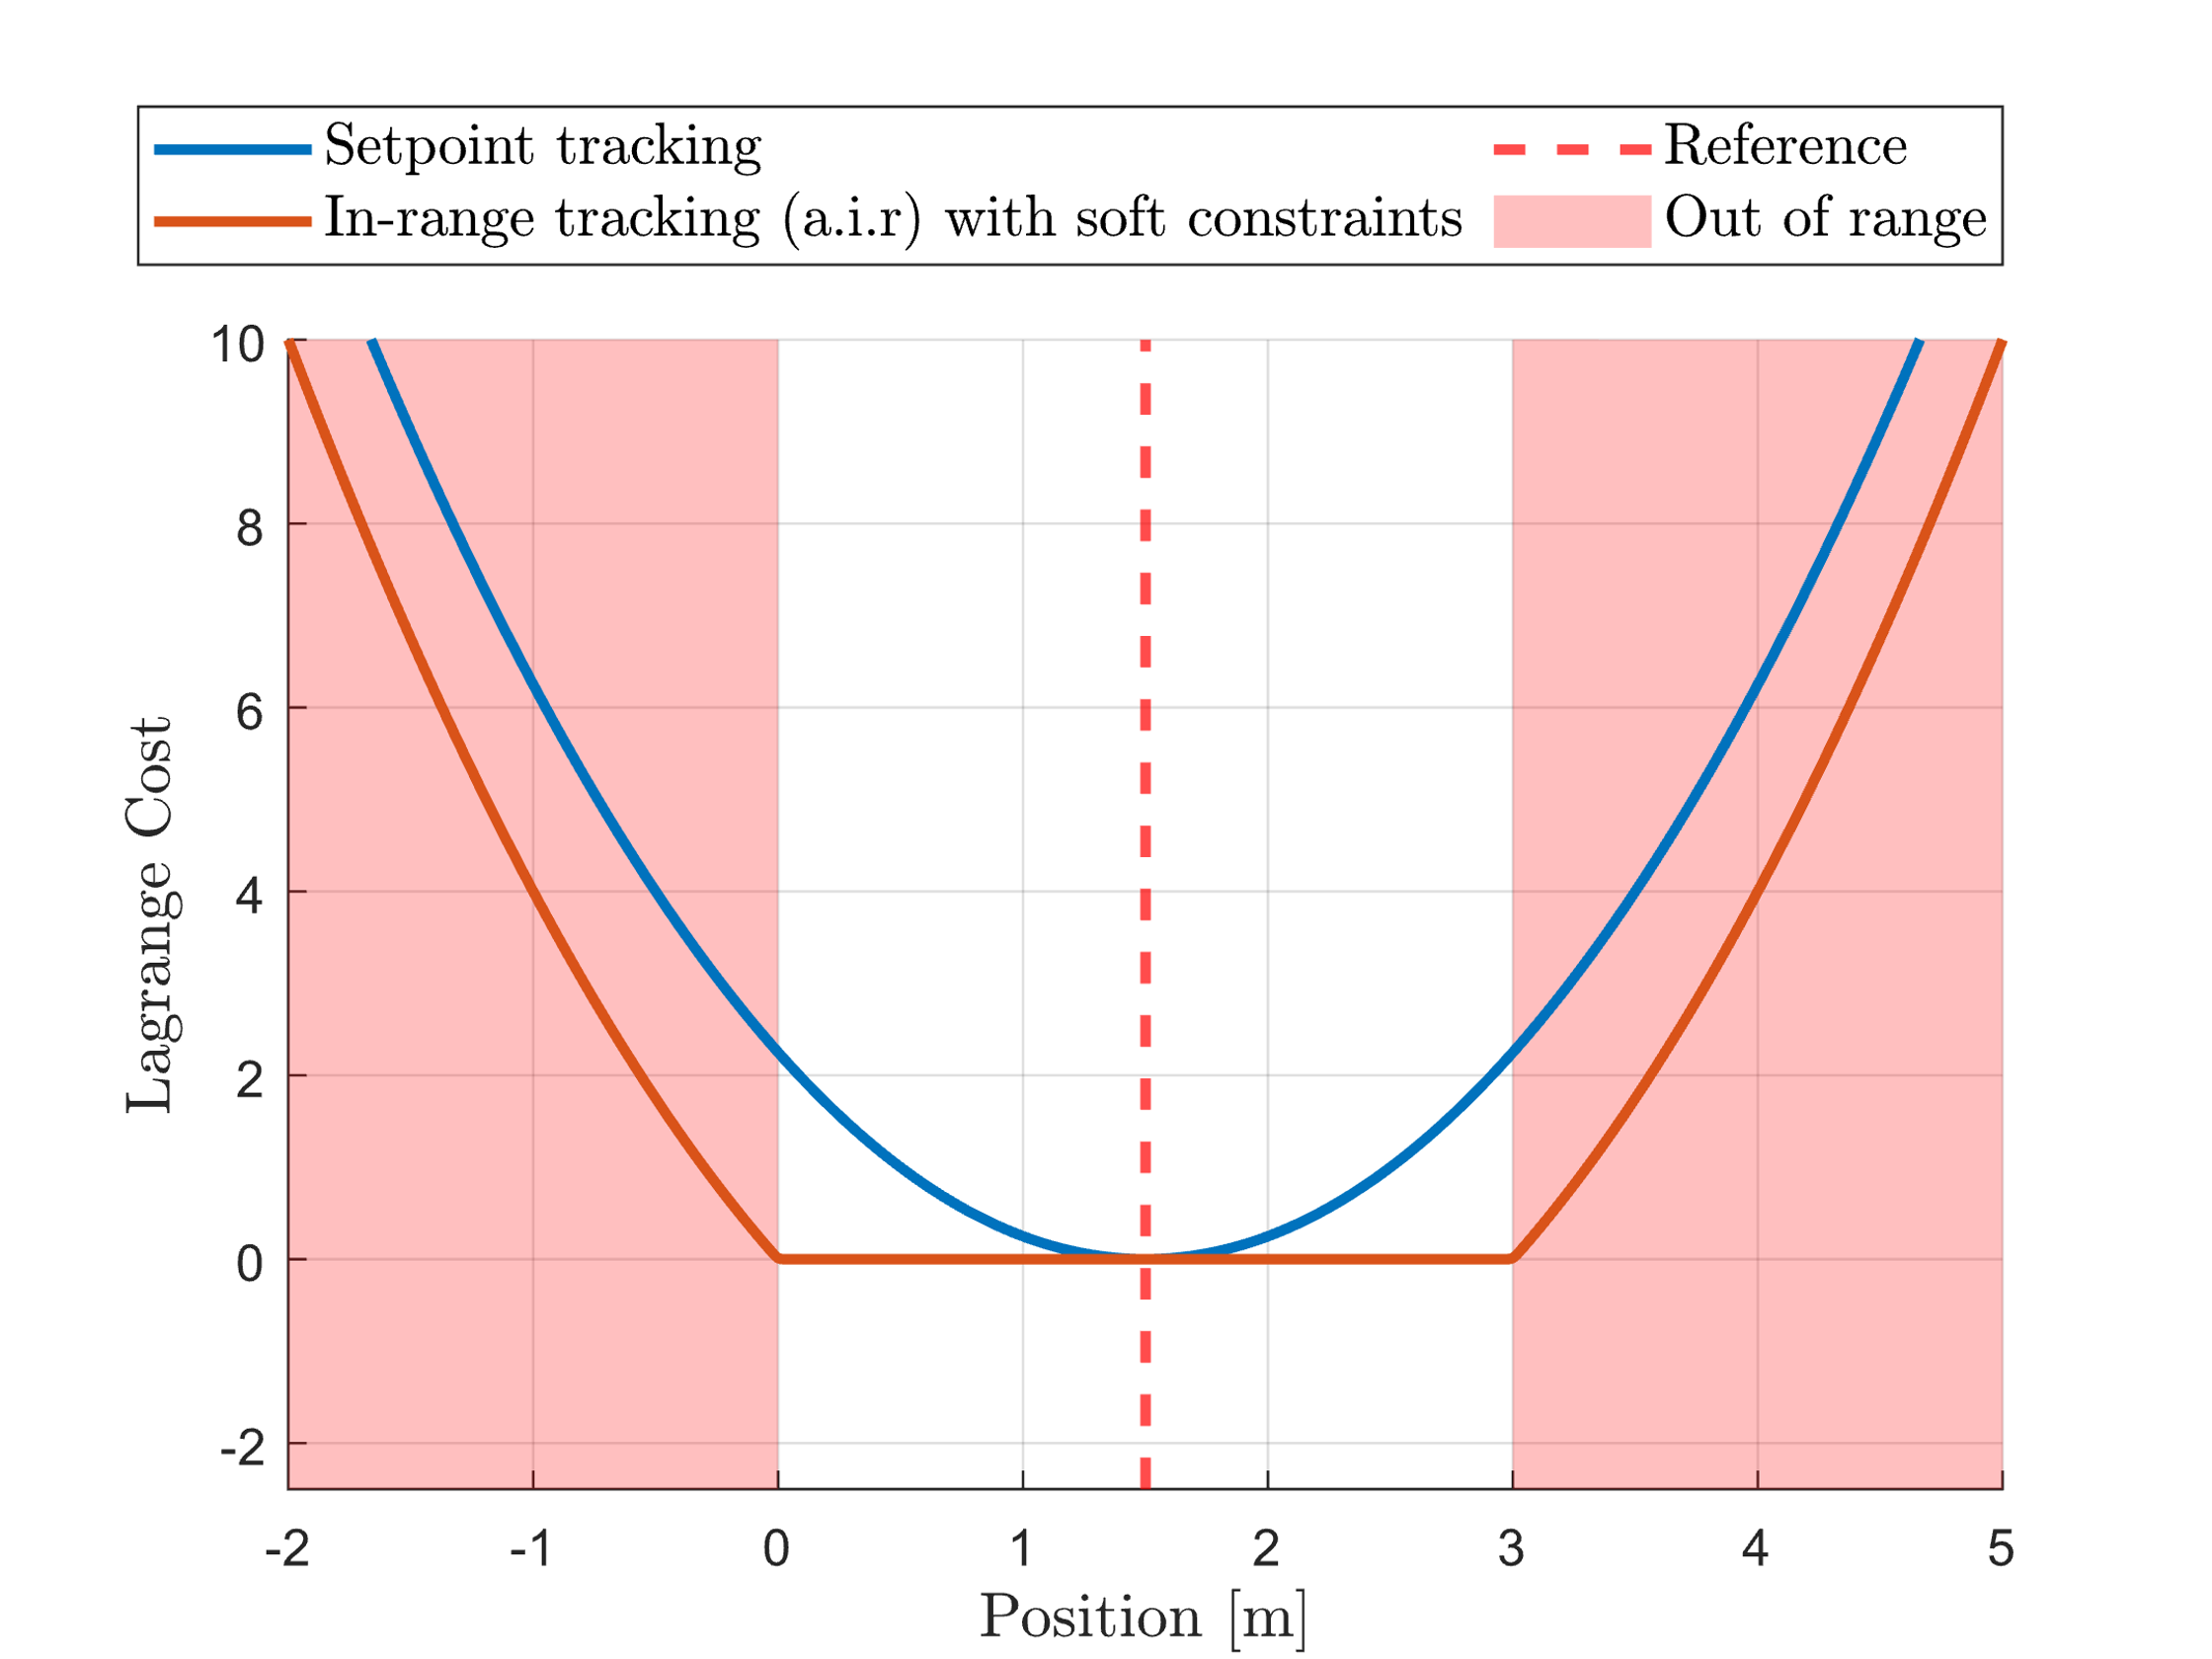 Setpoint tracking
In-range tracking (a.i.r) with soft constraints
Reference
Out of range
10
8
6
4
2
0
-2
Lagrange Cost
-2 -1 0 1 2 3 4 5
Position [m]